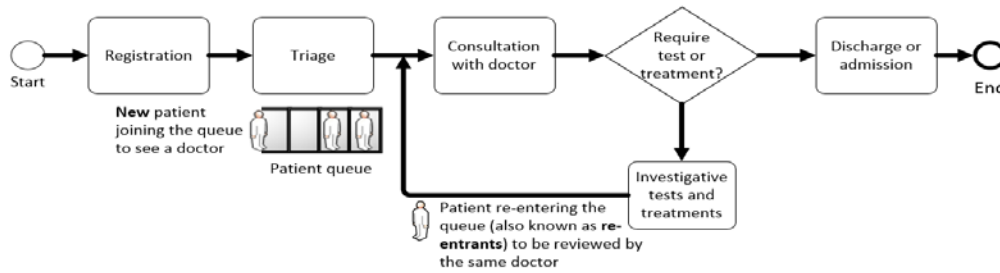 Start
Registration
Triage
Consultation
with doctor
Require
test or
treatment?
Discharge or
admission
End
New patient
joining the queue
to see a doctor
Patient queue
Investigative
tests and
treatments
Patient re-entering the
queue (also known as re-
entrants) to be reviewed by
the same doctor